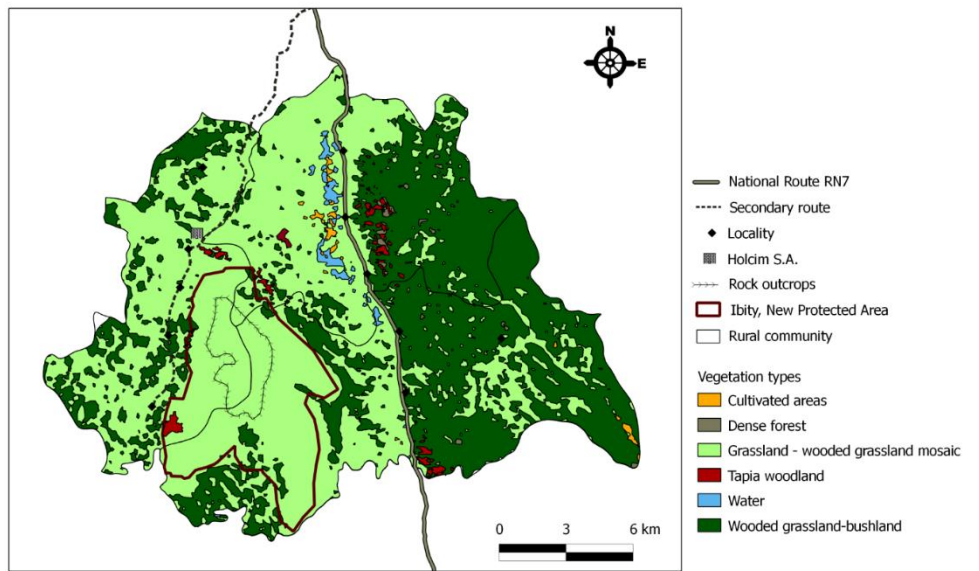 N
E
National Route RN7
Secondary route
Locality
Holcim S.A.
Rock outcrops
Ibity, New Protected Area
Rural community
Vegetation types
Cultivated areas
Dense forest
Grassland - wooded grassland mosaic
Tapia woodland
Water
Wooded grassland-bushland
0 3 6 km